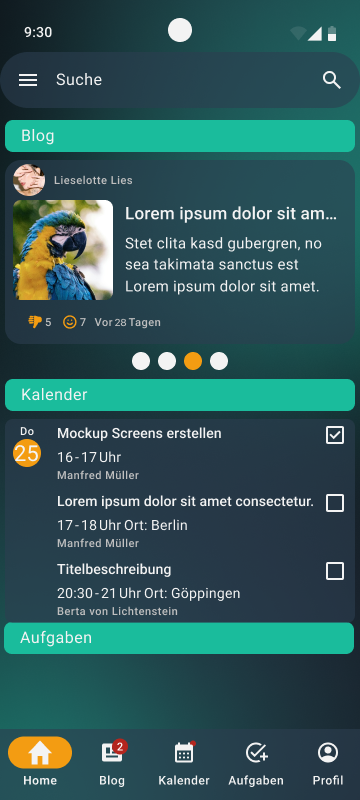 9:30
Suche
Blog
Lieselotte Lies
Lorem ipsum dolor sit am...
Stet clita kasd gubergren, no
sea takimata sanctus est
Lorem ipsum dolor sit amet.
5 7 Vor 28 Tagen
Kalender
Do
25
Mockup Screens erstellen
16 - 17 Uhr
Manfred Müller
Lorem ipsum dolor sit amet consectetur.
17 - 18 Uhr Ort: Berlin
Manfred Müller
Titelbeschreibung
20:30 - 21 Uhr Ort: Göppingen
Berta von Lichtenstein
Aufgaben
2
Home Blog Kalender Aufgaben Profil